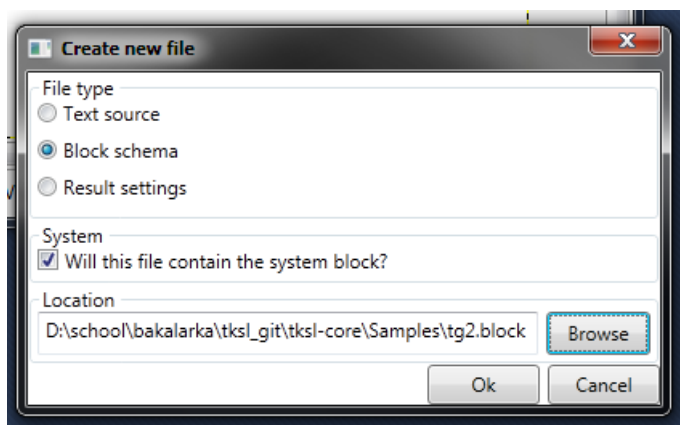 Create new file
File type
Text source
Block schema
Result settings
System
Will this file contain the system block?
Location
D:\school\bakalarka\tksl_git\tksl-core\Samples\tg2.block
Browse
Ok
Cancel